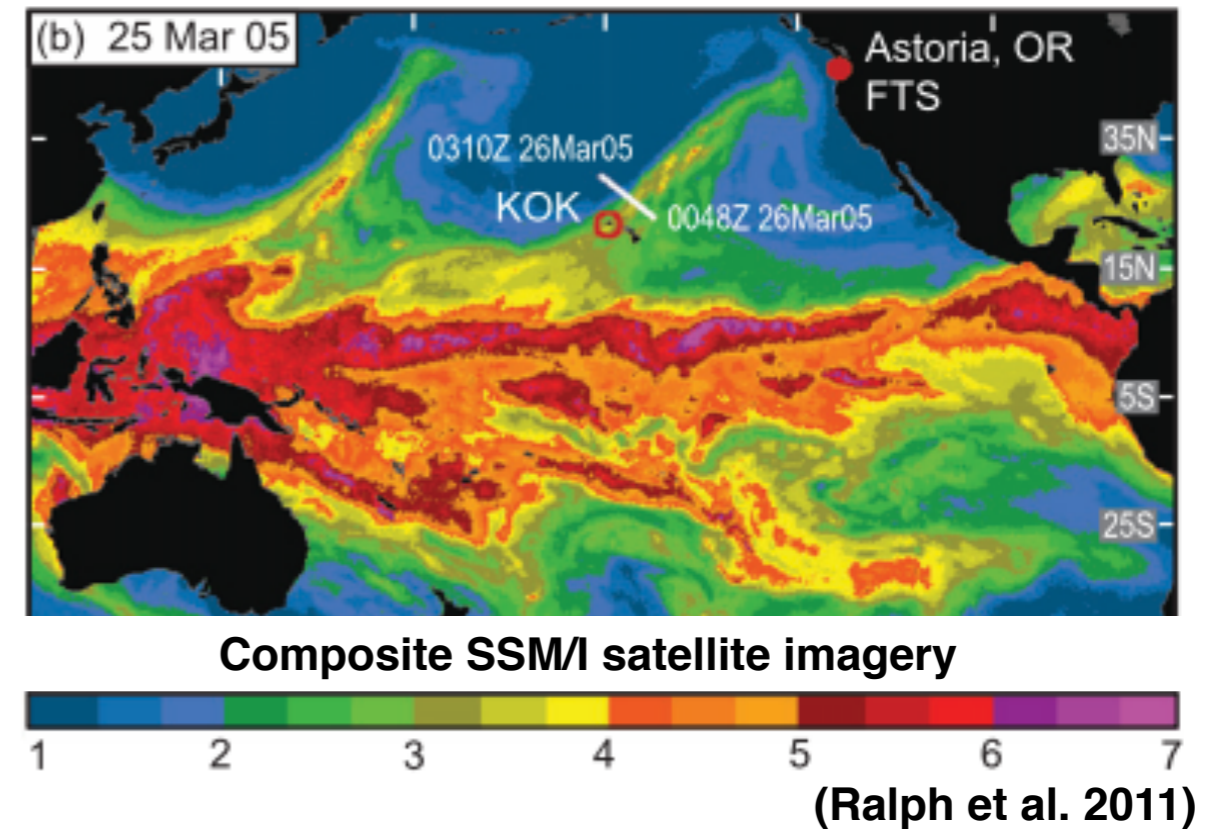 (b) 25 Mar 05
Astoria, OR
FTS
35N
0310Z 26Mar05
KOK
0048Z 26Mar05
15N
5S
25S
Composite SSM/I satellite imagery
1 2 3 4 5 6 7
(Ralph et al. 2011)